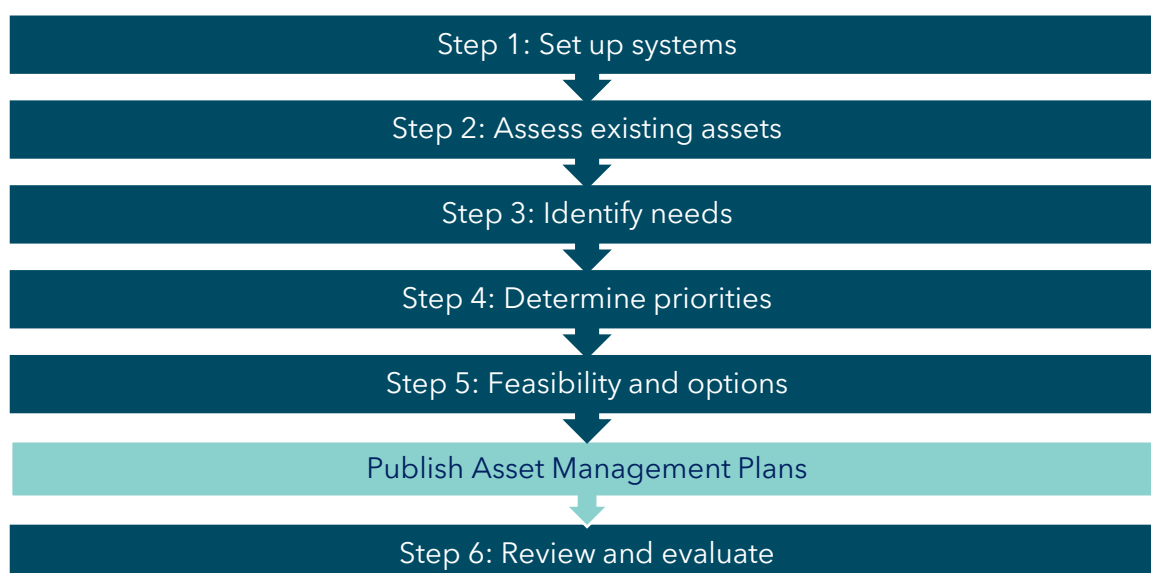 Step 1: Set up systems
Step 2: Assess existing assets
Step 3: Identify needs
Step 4: Determine priorities
Step 5: Feasibility and options
Publish Asset Management Plans
Step 6: Review and evaluate